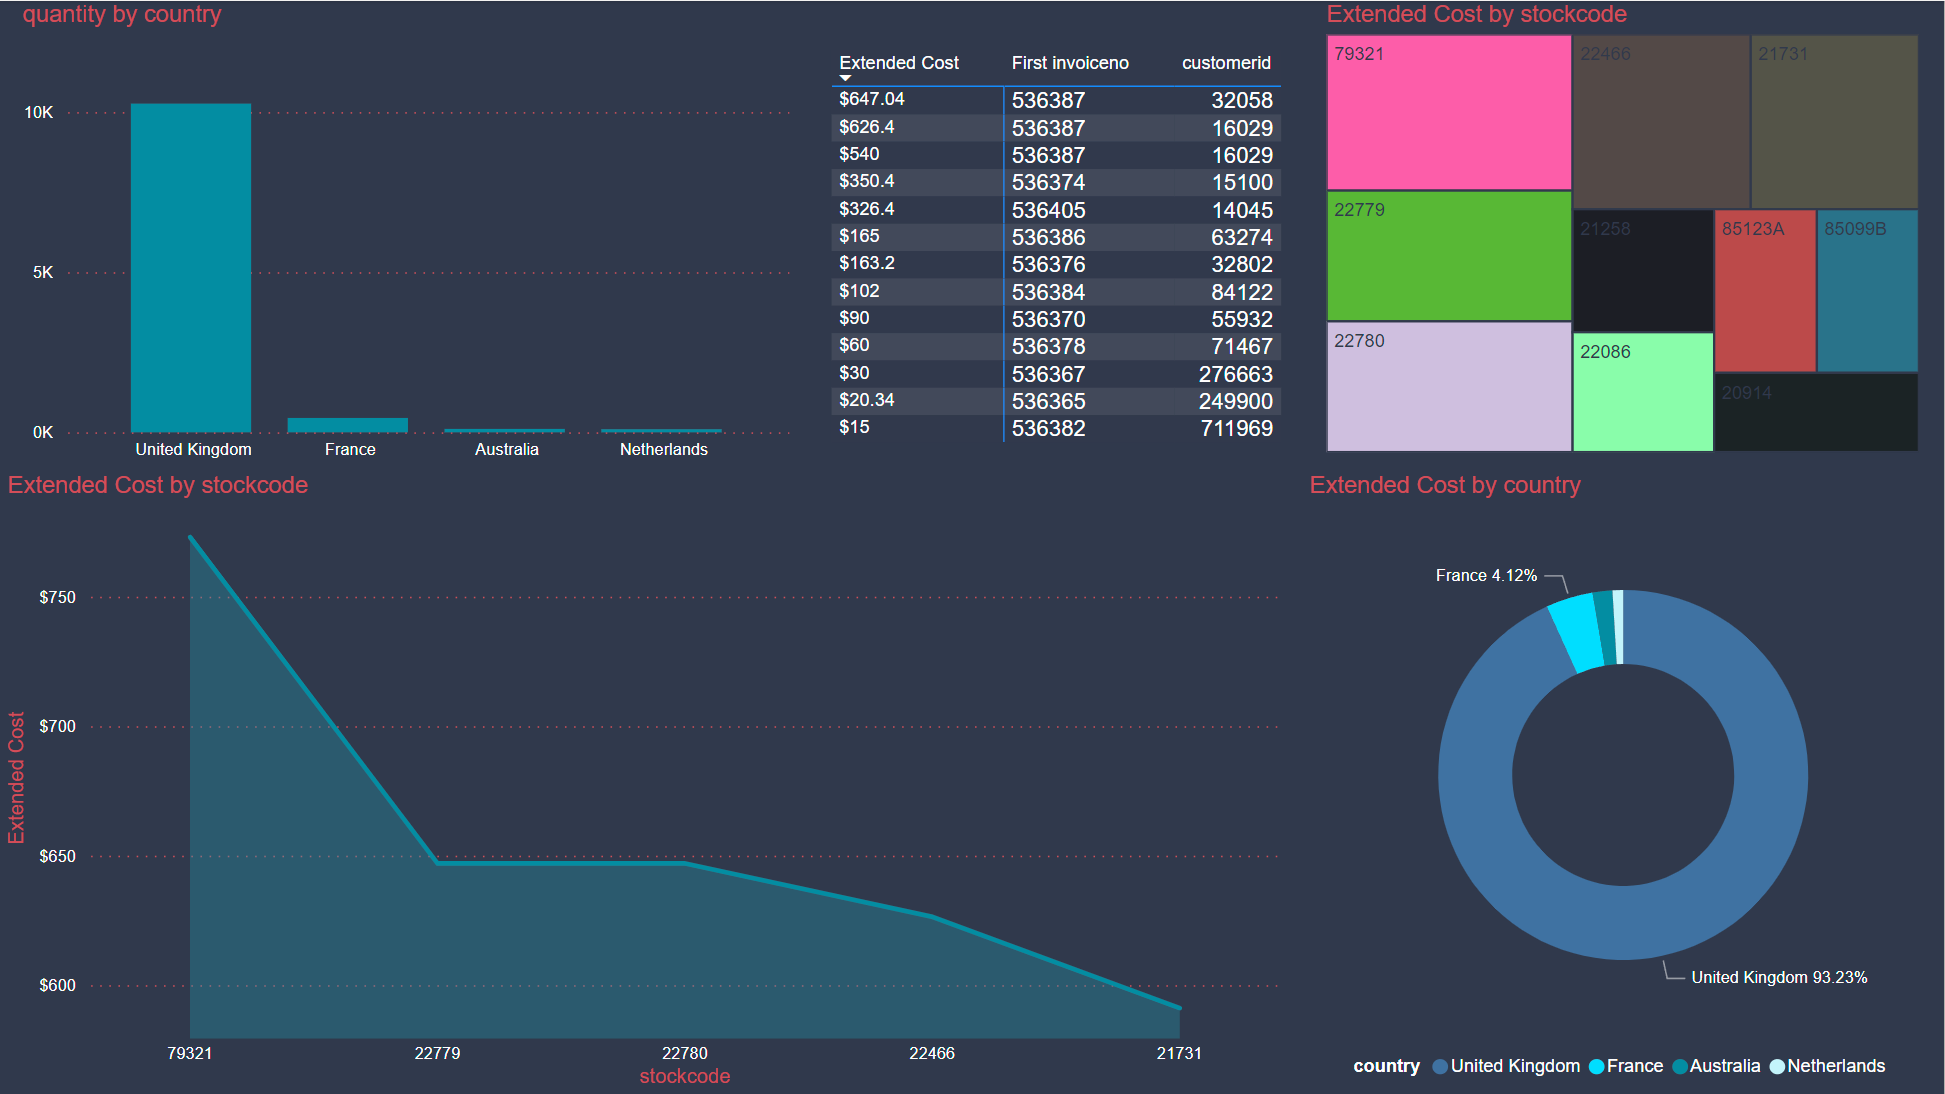 quantity by country
10K
5K
0K
United Kingdom France Australia Netherlands
Extended Cost First invoiceno customerid
$647.04 536387 32058
$626.4 536387 16029
$540 536387 16029
$350.4 536374 15100
$326.4 536405 14045
$165 536386 63274
$163.2 536376 32802
$102 536384 84122
$90 536370 55932
$60 536378 71467
$30 536367 276663
$20.34 536365 249900
$15 536382 711969
Extended Cost by stockcode
79321 22466 21731
22779
21258 85123A 85099B
22780
22086
20914
Extended Cost by stockcode
Extended Cost
$750
$700
$650
$600
79321 22779 22780 22466 21731
stockcode
Extended Cost by country
France 4.12%
United Kingdom 93.23%
country United Kingdom France Australia Netherlands